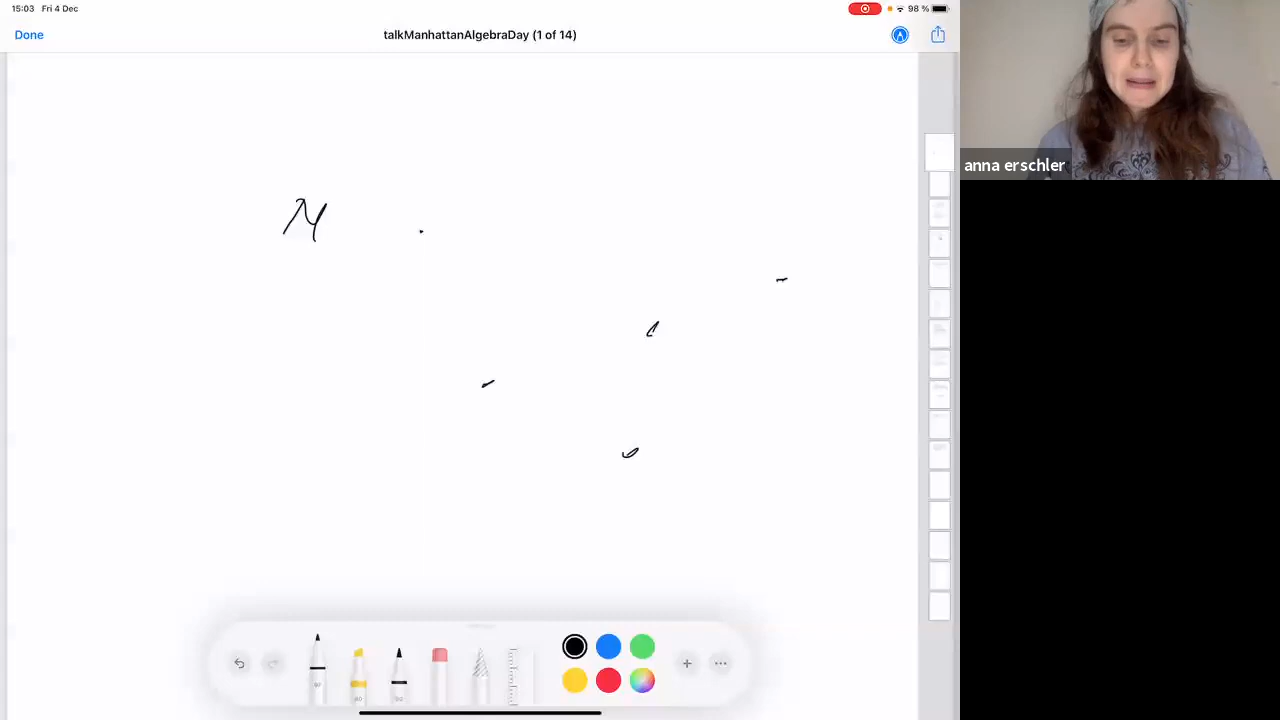 15:03 Fri 4 Dec
98 %
Done
talkManhattanAlgebraDay (1 of 14)
M
anna erschler